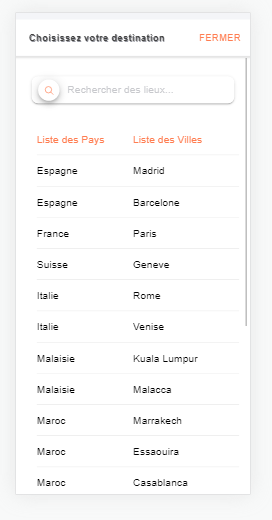 Choisissez votre destination FERMER
Rechercher des lieux...
Liste des Pays Liste des Villes
Espagne Madrid
Espagne Barcelone
France Paris
Suisse Geneve
Italie Rome
Italie Venise
Malaisie Kuala Lumpur
Malaisie Malacca
Maroc Marrakech
Maroc Essaouira
Maroc Casablanca